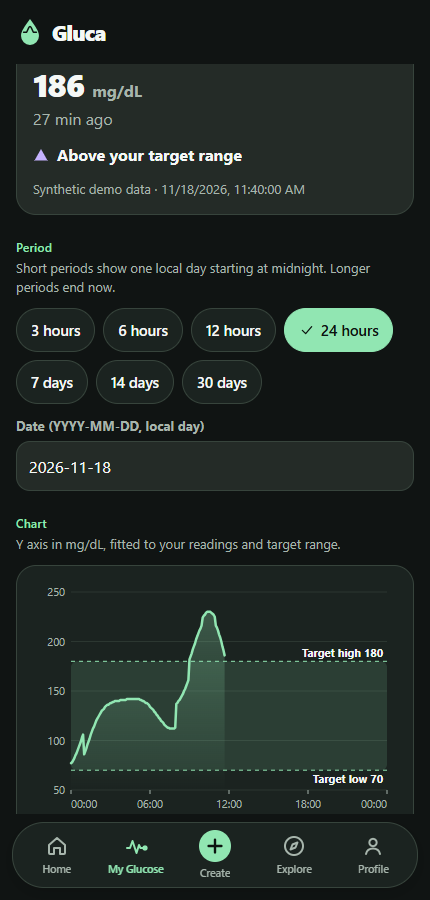 Gluca
186 mg/dL
27 min ago
Above your target range
Synthetic demo data · 11/18/2026, 11:40:00 AM
Period
Short periods show one local day starting at midnight. Longer
periods end now.
3 hours
6 hours
12 hours
24 hours
7 days
14 days
30 days
Date (YYYY-MM-DD, local day)
2026-11-18
Chart
Y axis in mg/dL, fitted to your readings and target range.
250
200
Target high 180
150
100
Target low 70
50
00:00
06:00
12:00
18:00
00:00
Home
My Glucose
Create
Explore
Profile